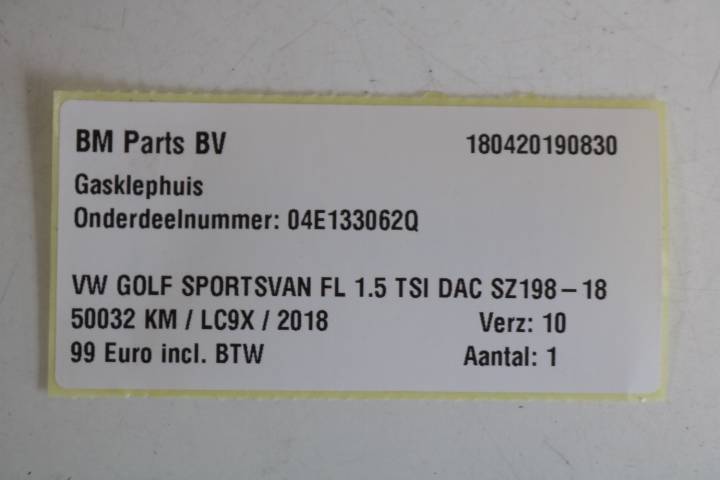 BM Parts BV 180420190830
Gasklephuis
Onderdeelnummer: 04E133062Q
VW GOLF SPORTSVAN FL 1.5 TSI DAC SZ198-18
50032 KM / LC9X / 2018 Verz: 10
99 Euro incl. BTW Aantal: 1